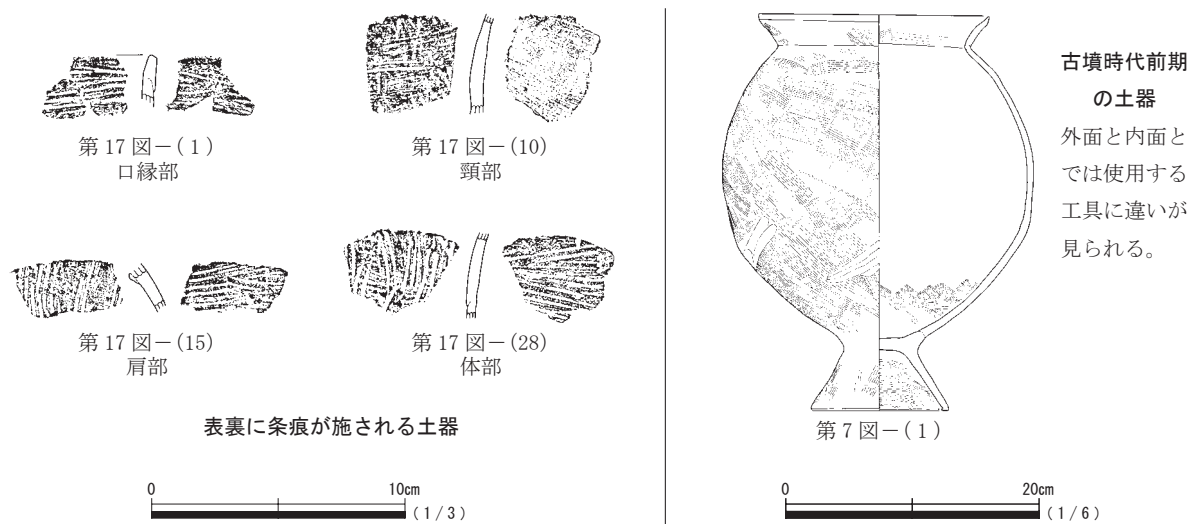 第 17 図－( 1 )
口縁部
第 17 図－(10)
頸部
第 17 図－(15)
肩部
第 17 図－(28)
体部
表裏に条痕が施される土器
0
10㎝
( 1 / 3 )
古墳時代前期
の土器
外面と内面と
では使用する
工具に違いが
見られる。
第 7 図－( 1 )
0
20㎝
( 1 / 6 )